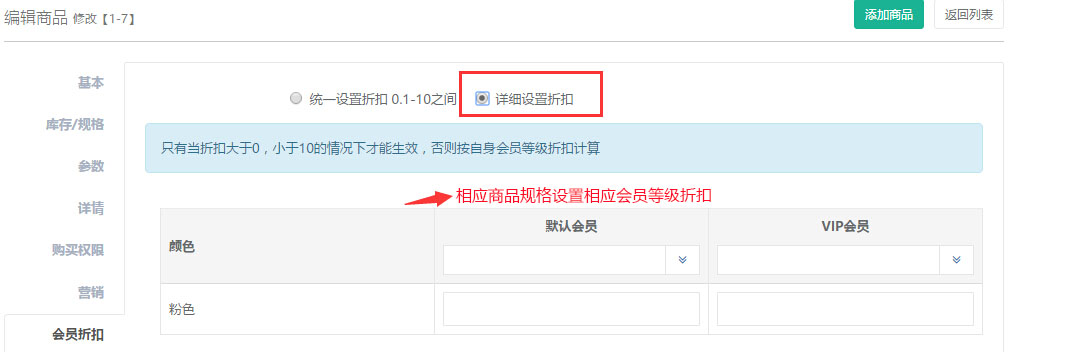 编辑商品 修改【1-7】 添加商品 返回列表
基本
统一设置折扣 0.1-10之间 详细设置折扣
库存/规格
只有当折扣大于0，小于10的情况下才能生效，否则按自身会员等级折扣计算
参数
相应商品规格设置相应会员等级折扣
详情
颜色 默认会员 VIP会员
购买权限
营销
粉色
会员折扣